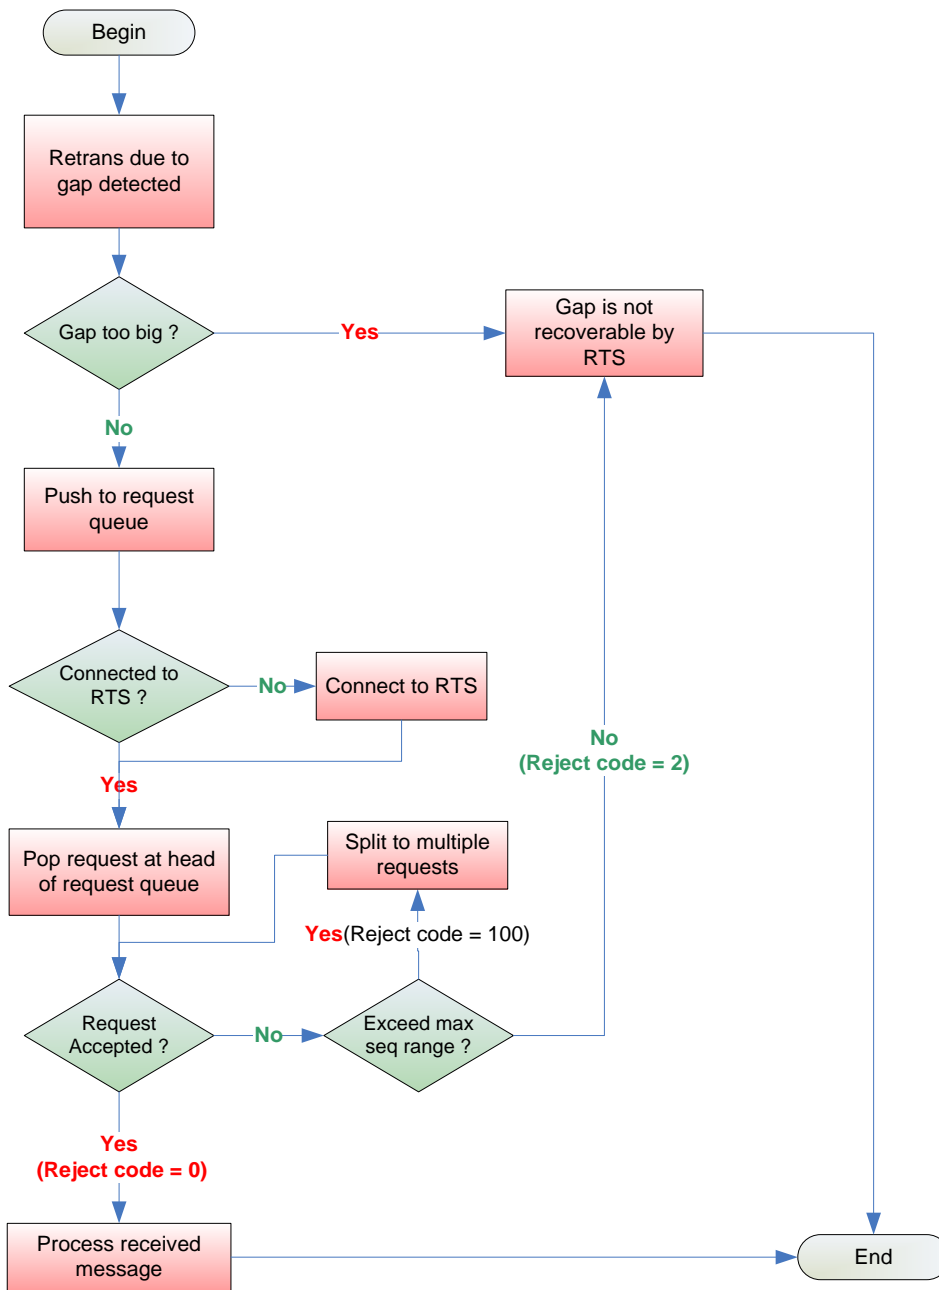 Begin
Retrans due to
gap detected
Gap too big ?
Yes
Gap is not
recoverable by
RTS
No
Push to request
queue
Connected to
RTS ?
No
Connect to RTS
Yes
No
(Reject code = 2)
Pop request at head
of request queue
Split to multiple
requests
Yes(Reject code = 100)
Request
Accepted ?
No
Exceed max
seq range ?
Yes
(Reject code = 0)
Process received
message
End